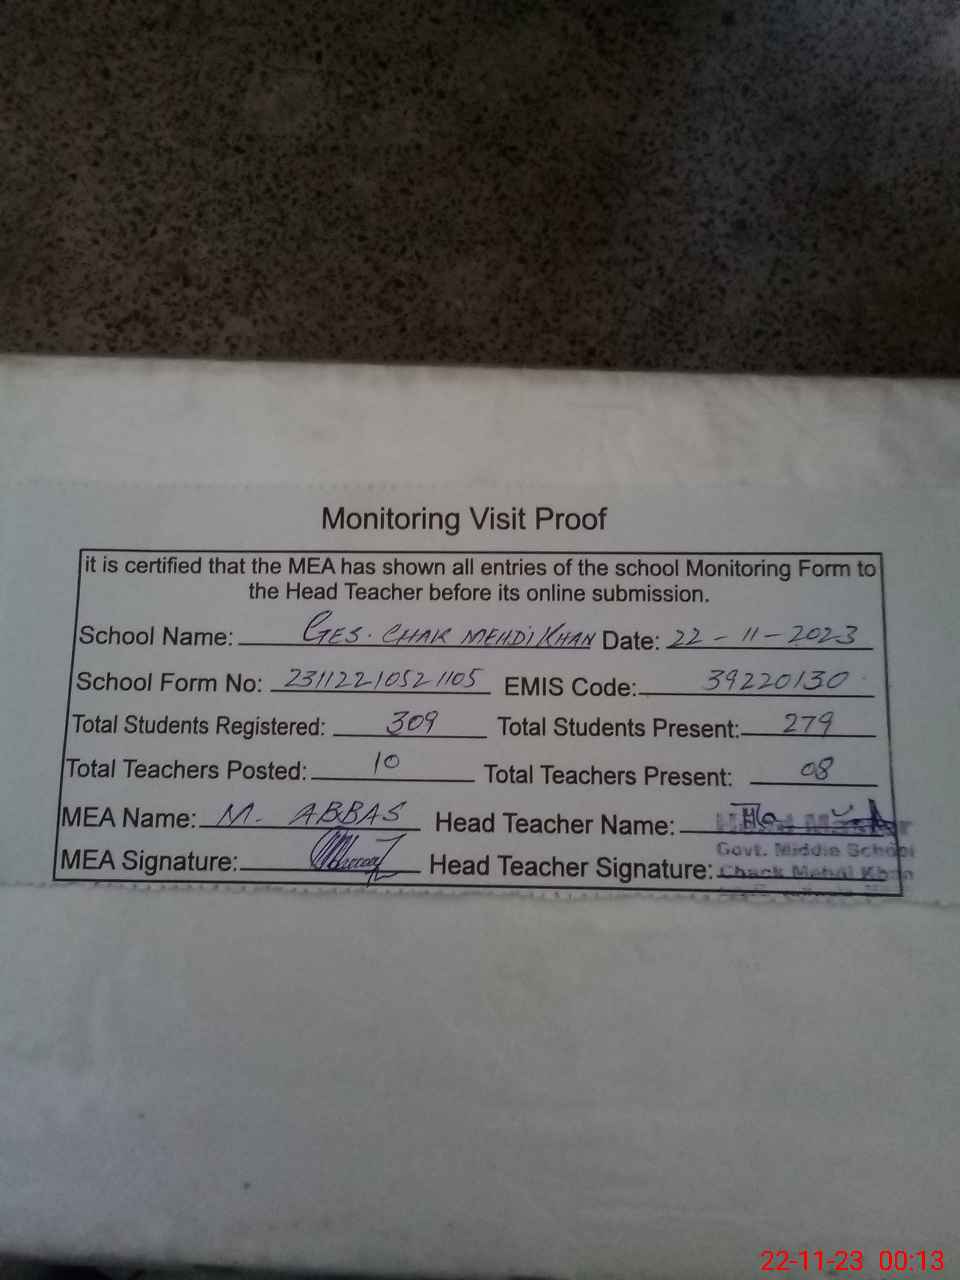 Monitoring Visit Proof
it is certified that the MEA has shown all entries of the school Monitoring Form to
the Head Teacher before its online submission.
School Name: GES. CHAK MEHDI KHAN Date: 22-11-2023
School Form No: 23112210521105 EMIS Code: 39220130
Total Students Registered: 309 Total Students Present: 279
Total Teachers Posted: 10 Total Teachers Present: 08
MEA Name: M. ABBAS Head Teacher Name:
Govt. Middle School
MEA Signature: Head Teacher Signature: Chack Mehdi Khan
22-11-23 00:13